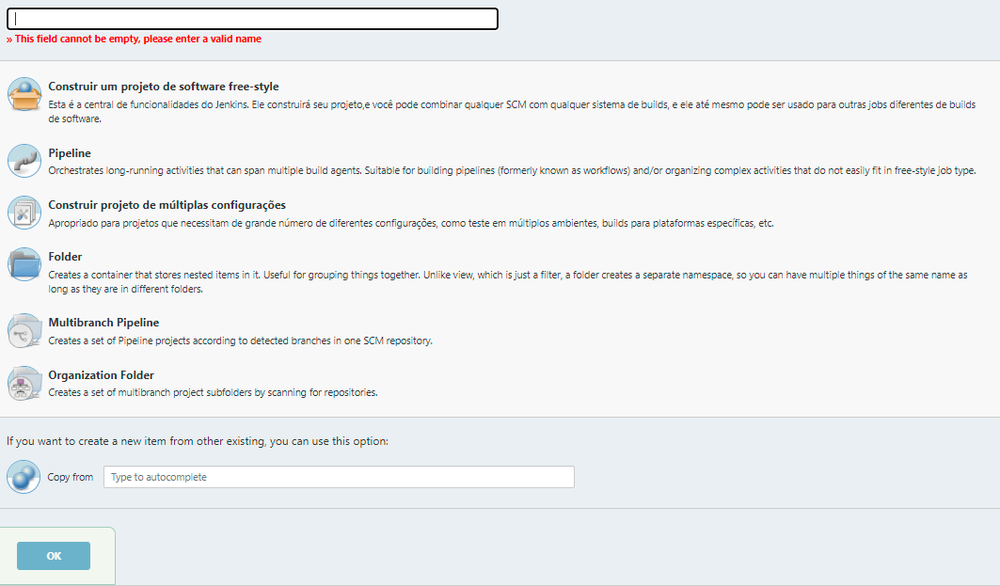 » This field cannot be empty, please enter a valid name
Construir um projeto de software free-style
Esta é a central de funcionalidades do Jenkins. Ele construirá seu projeto,e você pode combinar qualquer SCM com qualquer sistema de builds, e ele até mesmo pode ser usado para outras jobs diferentes de builds
de software.
Pipeline
Orchestrates long-running activities that can span multiple build agents. Suitable for building pipelines (formerly known as workflows) and/or organizing complex activities that do not easily fit in free-style job type.
Construir projeto de múltiplas configurações
Apropriado para projetos que necessitam de grande número de diferentes configurações, como teste em múltiplos ambientes, builds para plataformas específicas, etc.
Folder
Creates a container that stores nested items in it. Useful for grouping things together. Unlike view, which is just a filter, a folder creates a separate namespace, so you can have multiple things of the same name as
long as they are in different folders.
Multibranch Pipeline
Creates a set of Pipeline projects according to detected branches in one SCM repository.
Organization Folder
Creates a set of multibranch project subfolders by scanning for repositories.
If you want to create a new item from other existing, you can use this option:
Copy from
Type to autocomplete
OK